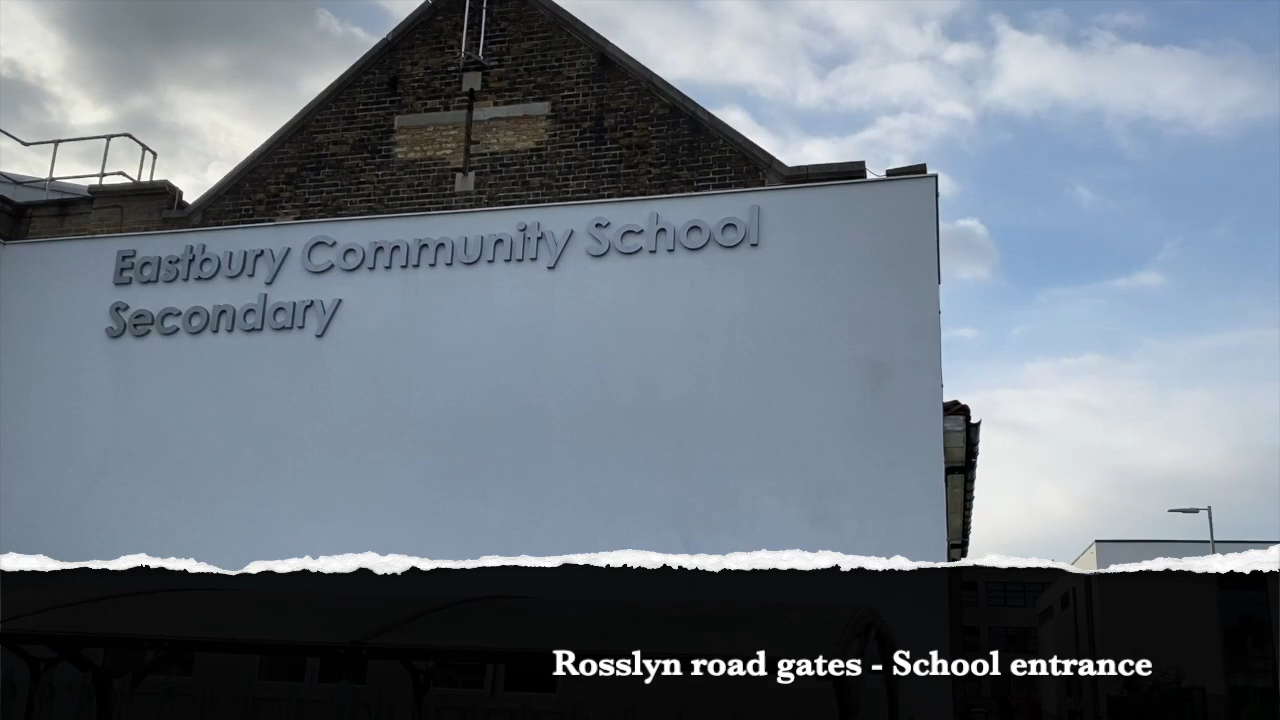 Eastbury Community School
Secondary
Rosslyn road gates - School entrance